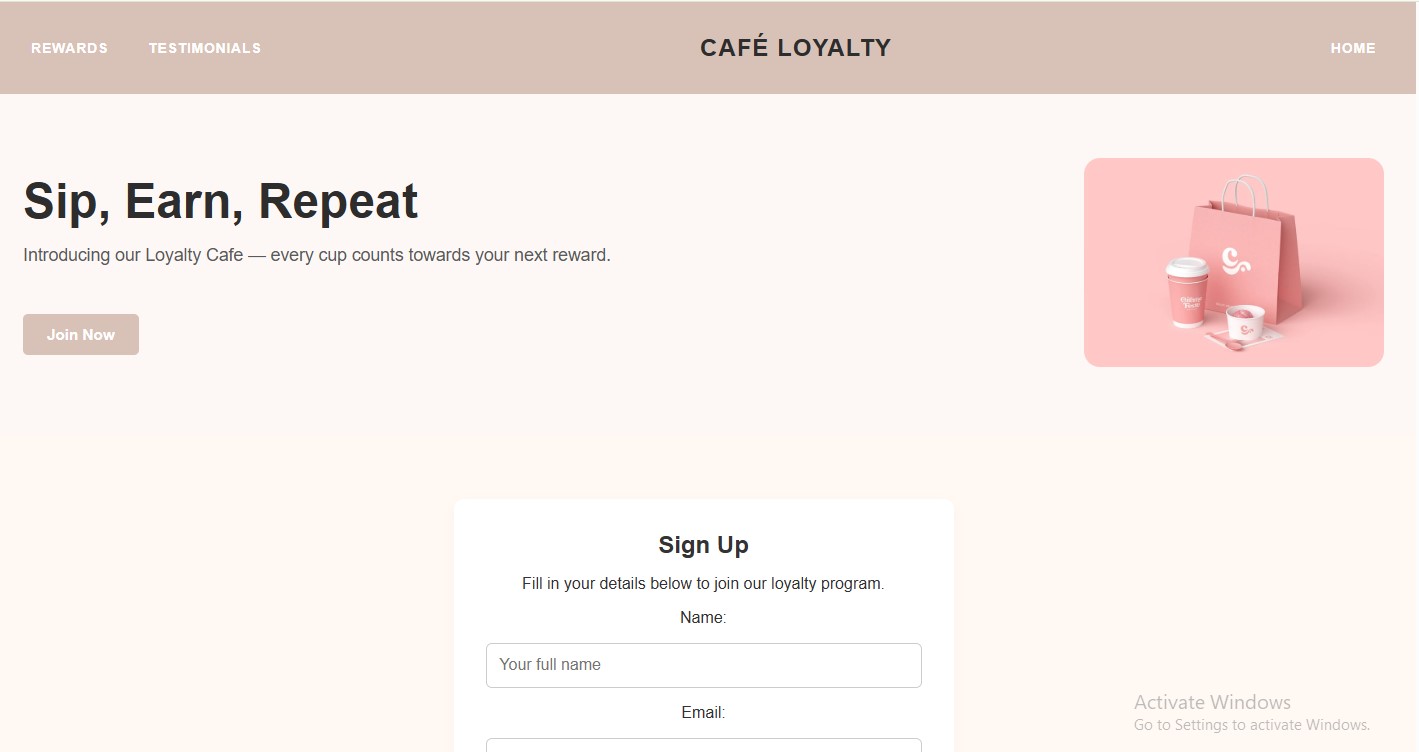 REWARDS TESTIMONIALS CAFÉ LOYALTY HOME
Sip, Earn, Repeat
Introducing our Loyalty Cafe — every cup counts towards your next reward.
Join Now
Sign Up
Fill in your details below to join our loyalty program.
Name:
Your full name
Email:
Activate Windows
Go to Settings to activate Windows.